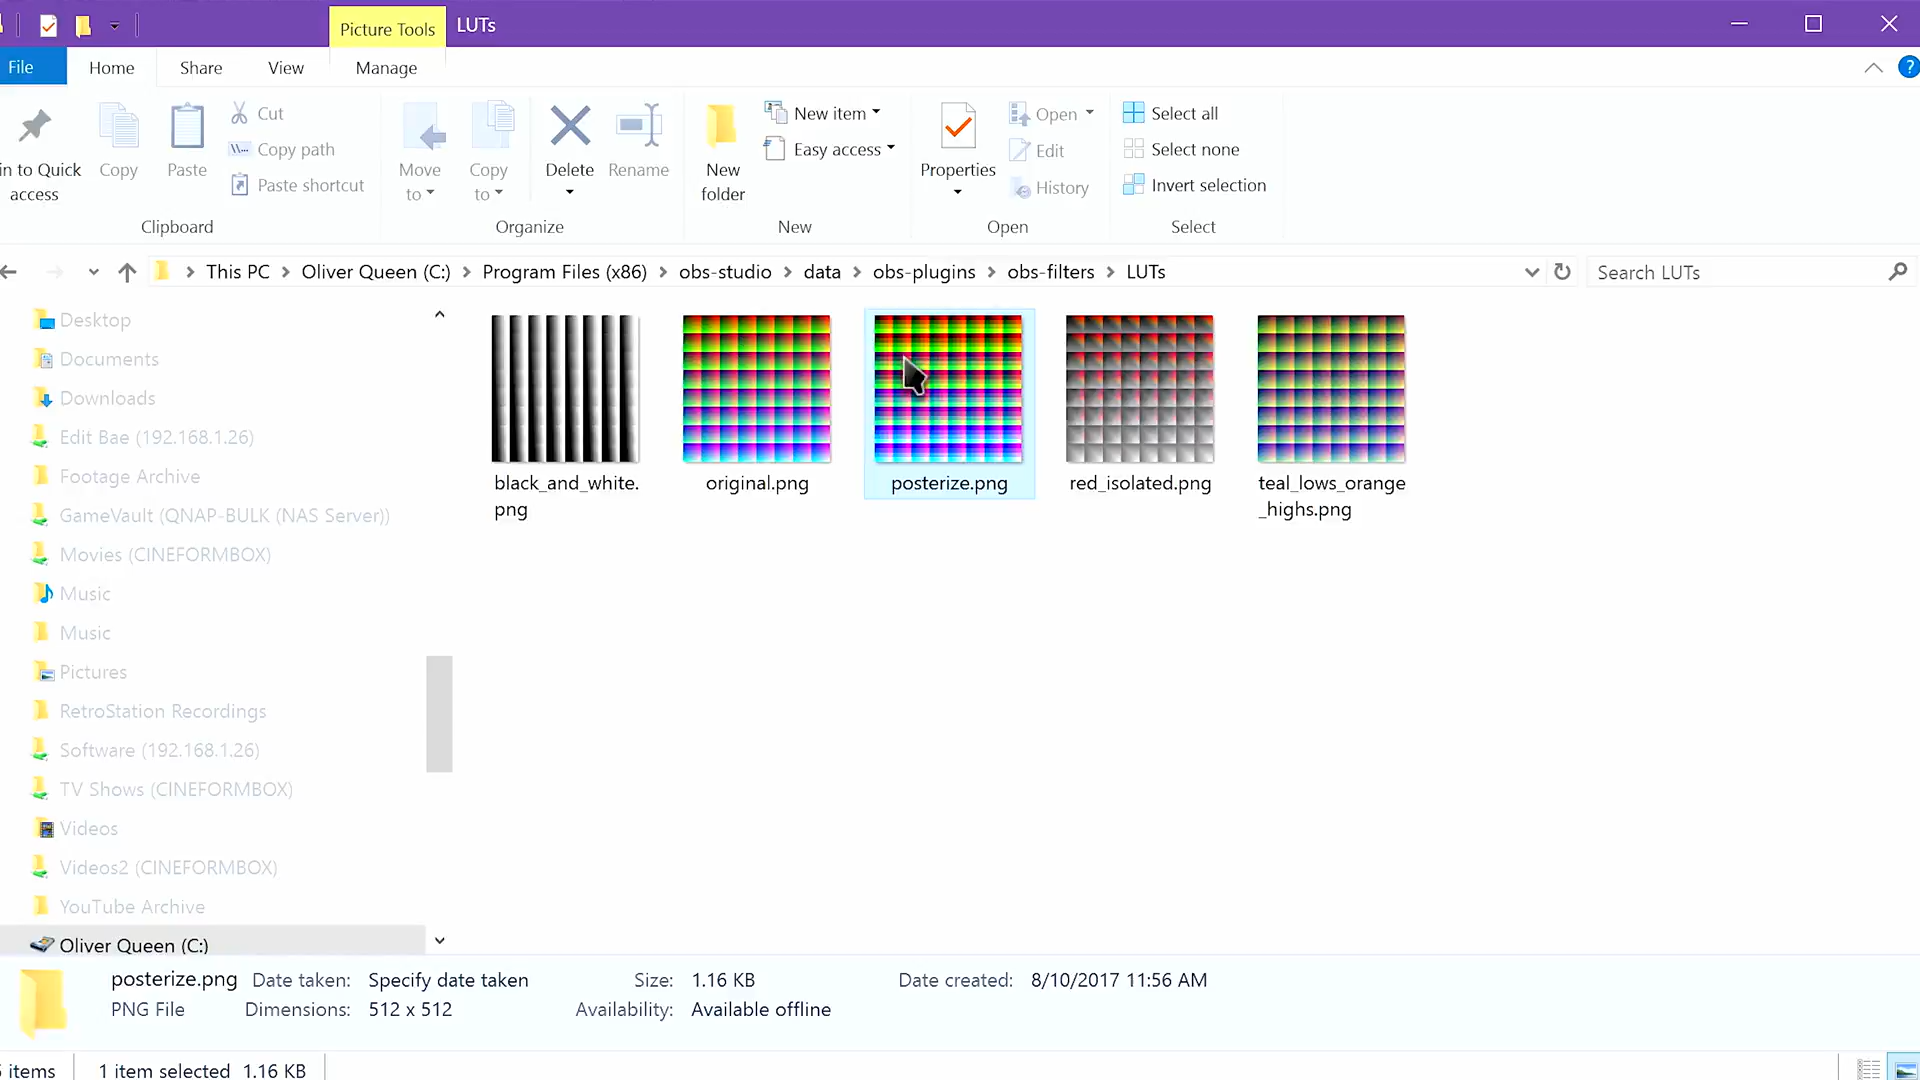 Picture Tools LUTs
File Home Share View Manage
?
in to Quick access
Copy
Paste
Cut
Copy path
Paste shortcut
Clipboard
Move to
Copy to
Delete
Rename
Organize
New folder
New item
Easy access
New
Properties
Open
Edit
History
Open
Select all
Select none
Invert selection
Select
This PC Oliver Queen (C:) Program Files (x86) obs-studio data obs-plugins obs-filters LUTs
Search LUTs
Desktop
Documents
Downloads
Edit Bae (192.168.1.26)
Footage Archive
GameVault (QNAP-BULK (NAS Server))
Movies (CINEFORMBOX)
Music
Music
Pictures
RetroStation Recordings
Software (192.168.1.26)
TV Shows (CINEFORMBOX)
Videos
Videos2 (CINEFORMBOX)
YouTube Archive
Oliver Queen (C:)
black_and_white.
png
original.png
posterize.png
red_isolated.png
teal_lows_orange
_highs.png
posterize.png Date taken: Specify date taken Size: 1.16 KB Date created: 8/10/2017 11:56 AM
PNG File Dimensions: 512 x 512 Availability: Available offline
items 1 item selected 1.16 KB